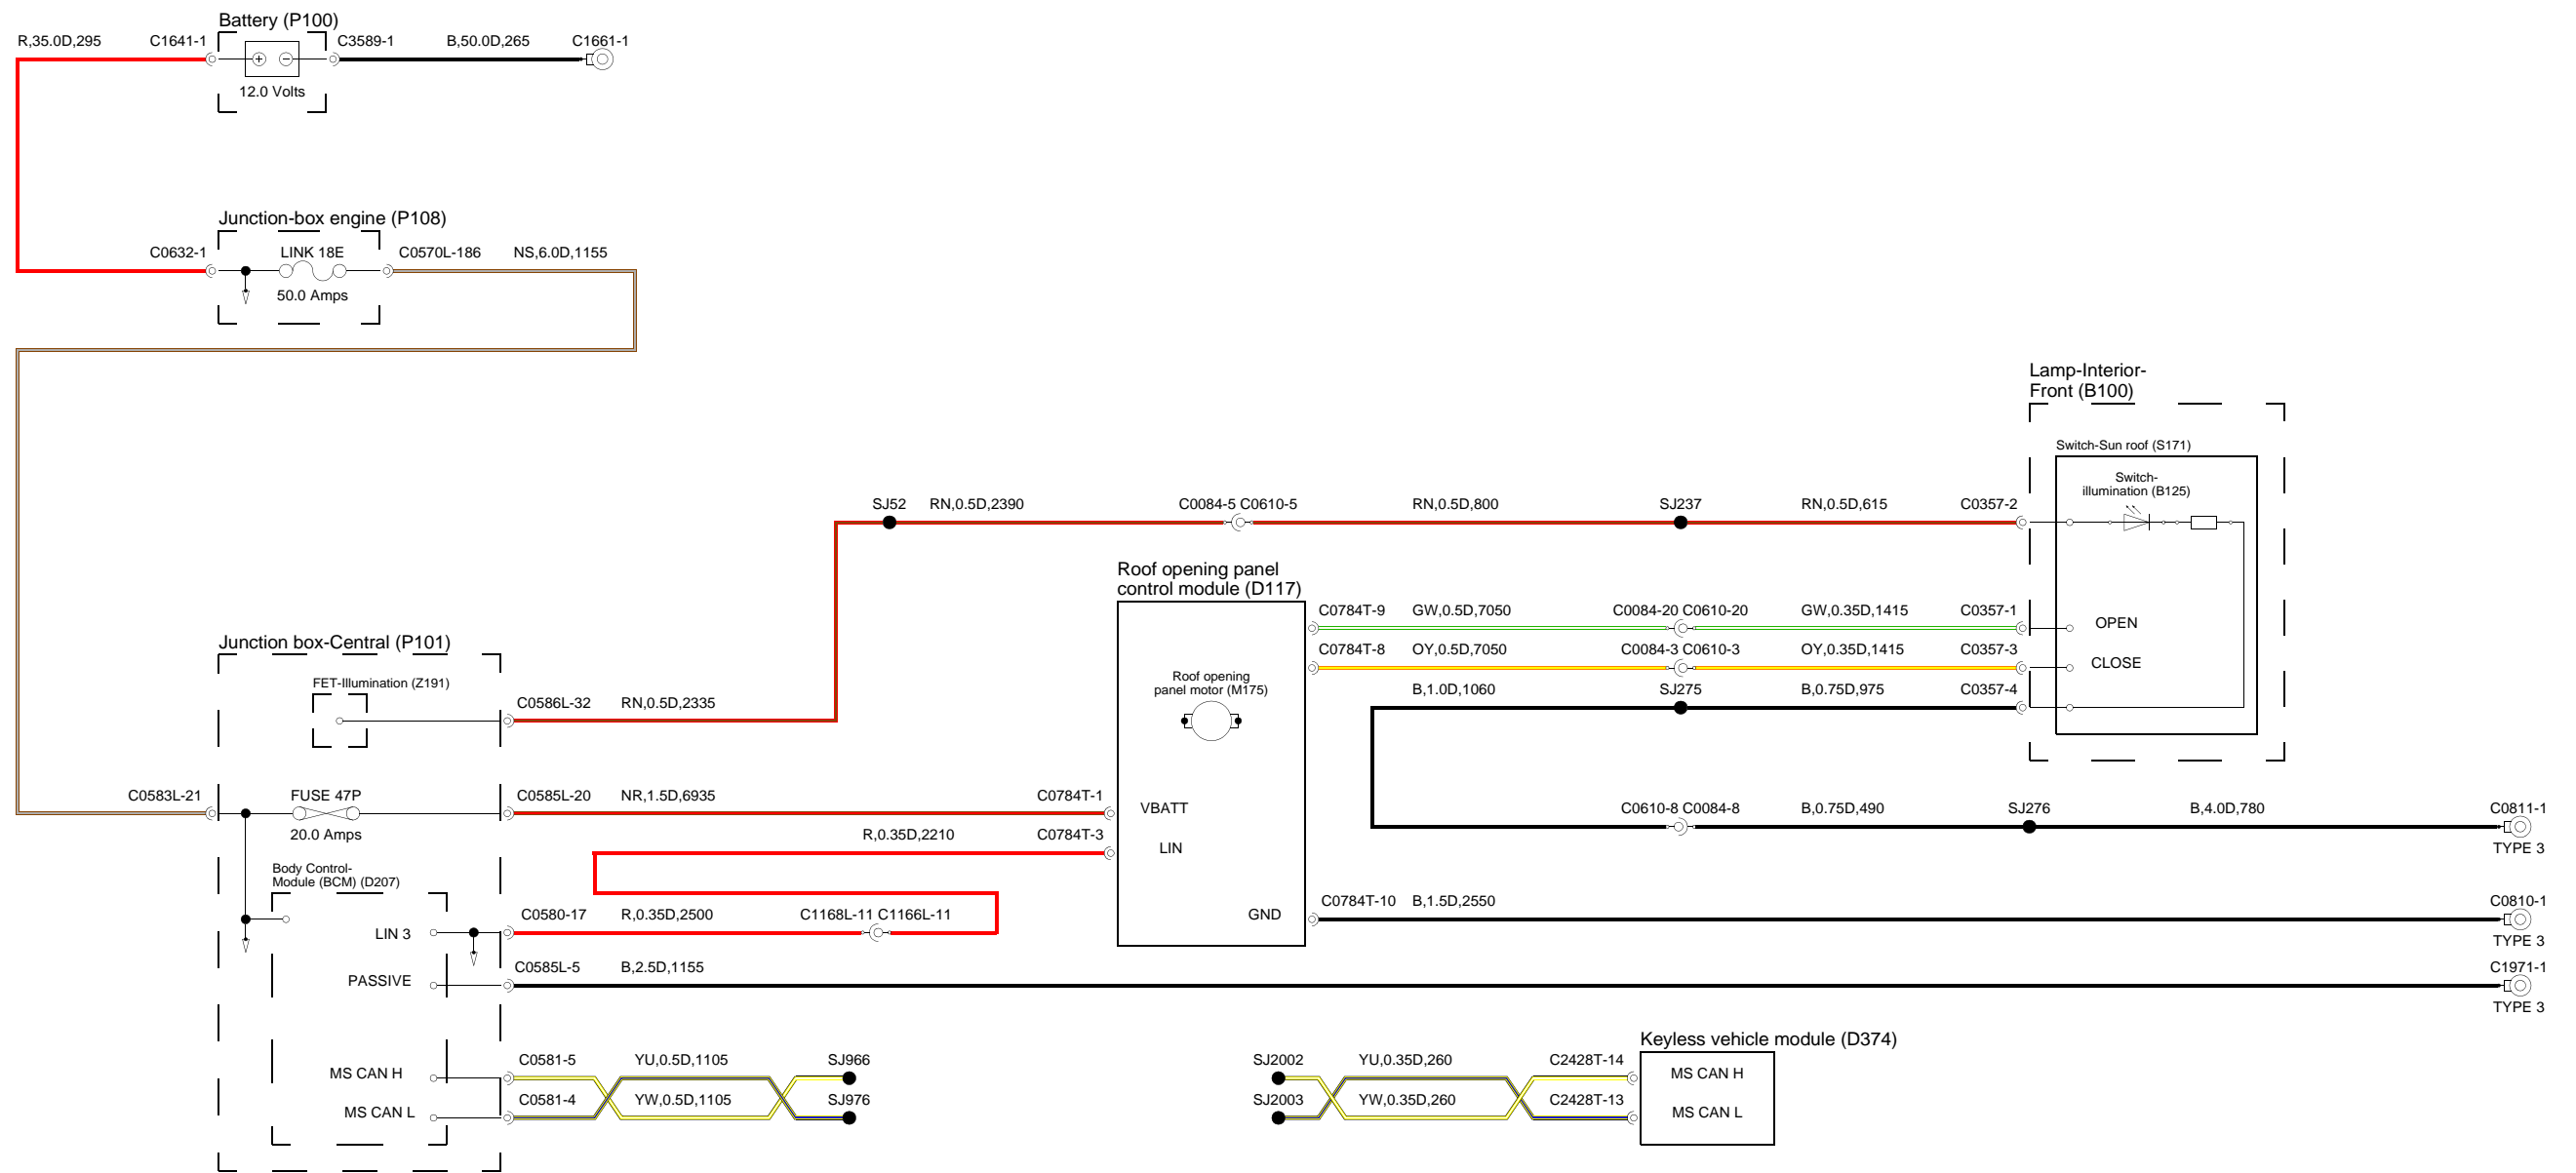 Battery (P100)
R,35.0D,295
C1641-1
C3589-1
B,50.0D,265
C1661-1
12.0 Volts
Junction-box engine (P108)
C0632-1
LINK 18E
C0570L-186
NS,6.0D,1155
50.0 Amps
Lamp-Interior-
Front (B100)
Switch-Sun roof (S171)
Switch-
illumination (B125)
SJ52
RN,0.5D,2390
C0084-5 C0610-5
RN,0.5D,800
SJ237
RN,0.5D,615
C0357-2
Roof opening panel
control module (D117)
C0784T-9
GW,0.5D,7050
C0084-20 C0610-20
GW,0.35D,1415
C0357-1
OPEN
C0784T-8
OY,0.5D,7050
C0084-3 C0610-3
OY,0.35D,1415
C0357-3
CLOSE
Roof opening
panel motor (M175)
B,1.0D,1060
SJ275
B,0.75D,975
C0357-4
Junction box-Central (P101)
FET-Illumination (Z191)
C0586L-32
RN,0.5D,2335
C0583L-21
FUSE 47P
C0585L-20
NR,1.5D,6935
C0784T-1
VBATT
20.0 Amps
R,0.35D,2210
C0784T-3
LIN
C0610-8 C0084-8
B,0.75D,490
SJ276
B,4.0D,780
C0811-1
TYPE 3
Body Control-
Module (BCM) (D207)
LIN 3
C0580-17
R,0.35D,2500
C1168L-11 C1166L-11
GND
C0784T-10
B,1.5D,2550
C0810-1
TYPE 3
PASSIVE
C0585L-5
B,2.5D,1155
C1971-1
TYPE 3
Keyless vehicle module (D374)
MS CAN H
C0581-5
YU,0.5D,1105
SJ966
SJ2002
YU,0.35D,260
C2428T-14
MS CAN H
MS CAN L
C0581-4
YW,0.5D,1105
SJ976
SJ2003
YW,0.35D,260
C2428T-13
MS CAN L